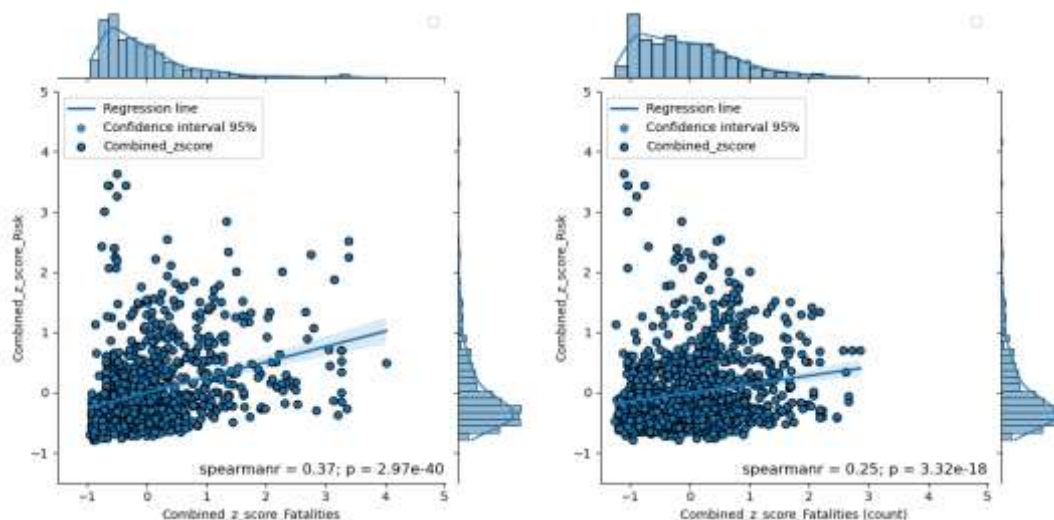 5
4
3
2
1
0
−1
Combined_z_score_Risk
Regression line
Confidence interval 95%
Combined_zscore
spearmanr = 0.37; p = 2.97e-40
−1 0 1 2 3 4 5
Combined_z_score_Fatalities
5
4
3
2
1
0
−1
Combined_z_score_Risk
Regression line
Confidence interval 95%
Combined_zscore
spearmanr = 0.25; p = 3.32e-18
−1 0 1 2 3 4 5
Combined_z_score_Fatalities (count)